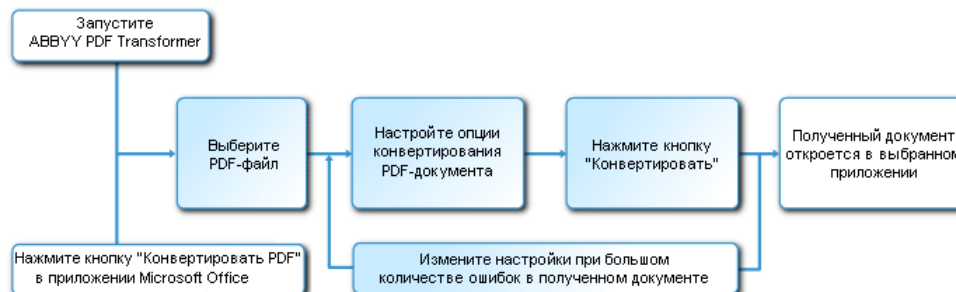 Запустите
ABBYY PDF Transformer
Выберите
PDF-файл
Настройте опции
конвертирования
PDF-документа
Нажмите кнопку
"Конвертировать"
Полученный документ
откроется в выбранном
приложении
Нажмите кнопку "Конвертировать PDF"
в приложении Microsoft Office
Измените настройки при большом
количестве ошибок в полученном документе